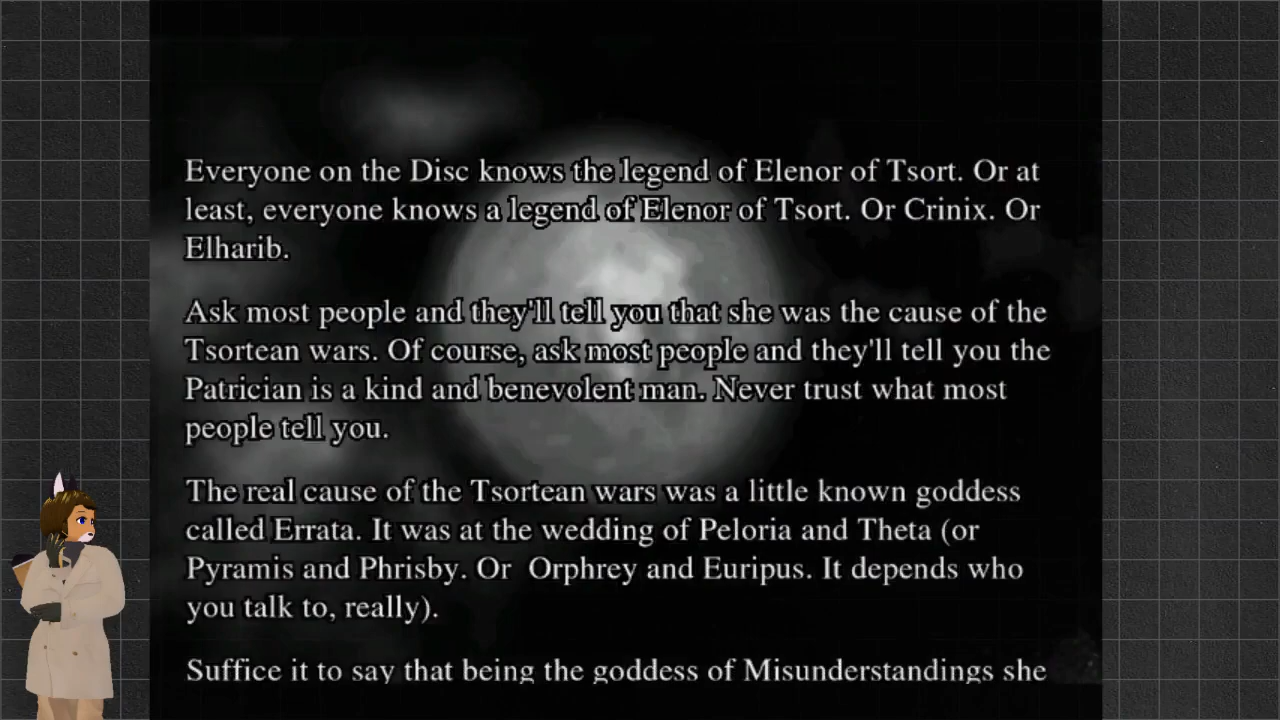 Everyone on the Disc knows the legend of Elenor of Tsort. Or at
least, everyone knows a legend of Elenor of Tsort. Or Crinix. Or
Elharib.
Ask most people and they'll tell you that she was the cause of the
Tsortean wars. Of course, ask most people and they'll tell you the
Patrician is a kind and benevolent man. Never trust what most
people tell you.
The real cause of the Tsortean wars was a little known goddess
called Errata. It was at the wedding of Peloria and Theta (or
Pyramis and Phrisby. Or  Orphrey and Euripus. It depends who
you talk to, really).
Suffice it to say that being the goddess of Misunderstandings she